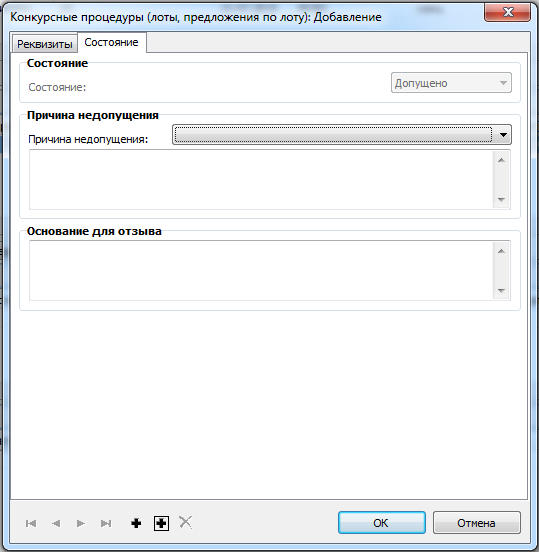 Конкурсные процедуры (лоты, предложения по лоту): Добавление
Реквизиты Состояние
Состояние
Состояние: Допущено
Причина недопущения
Причина недопущения:
Основание для отзыва
OK Отмена